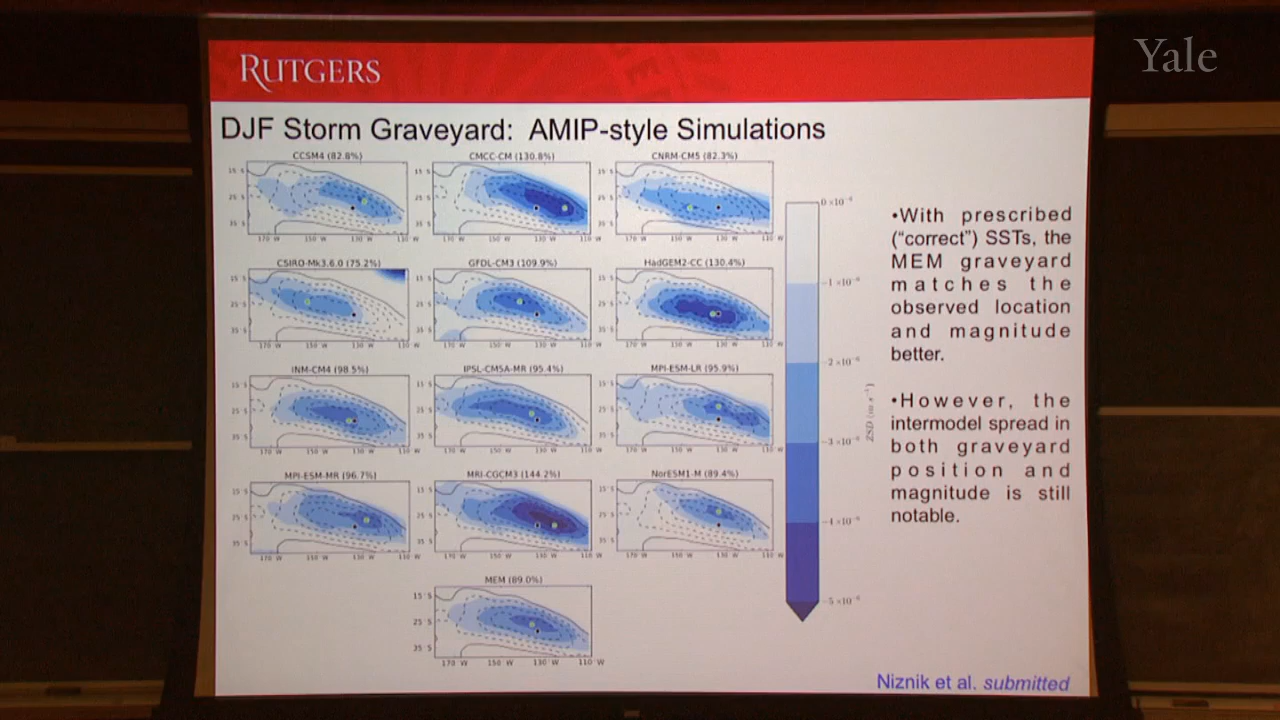 Yale
RUTGERS
DJF Storm Graveyard: AMIP-style Simulations
CCSM4 (82.8%)
CMCC-CM (130.8%)
CNRM-CM5 (82.3%)
CSIRO-Mk3.6.0 (75.2%)
GFDL-CM3 (109.9%)
HadGEM2-CC (130.4%)
INM-CM4 (98.5%)
IPSL-CM5A-MR (95.4%)
MPI-ESM-LR (95.9%)
MPI-ESM-MR (96.7%)
MRI-CGCM3 (144.2%)
NorESM1-M (89.4%)
MEM (89.0%)
15 S
25 S
35 S
170 W 150 W 130 W 110 W
•With prescribed
("correct") SSTs, the
MEM graveyard
matches the
observed location
and magnitude
better.
•However, the
intermodel spread in
both graveyard
position and
magnitude is still
notable.
Niznik et al. submitted